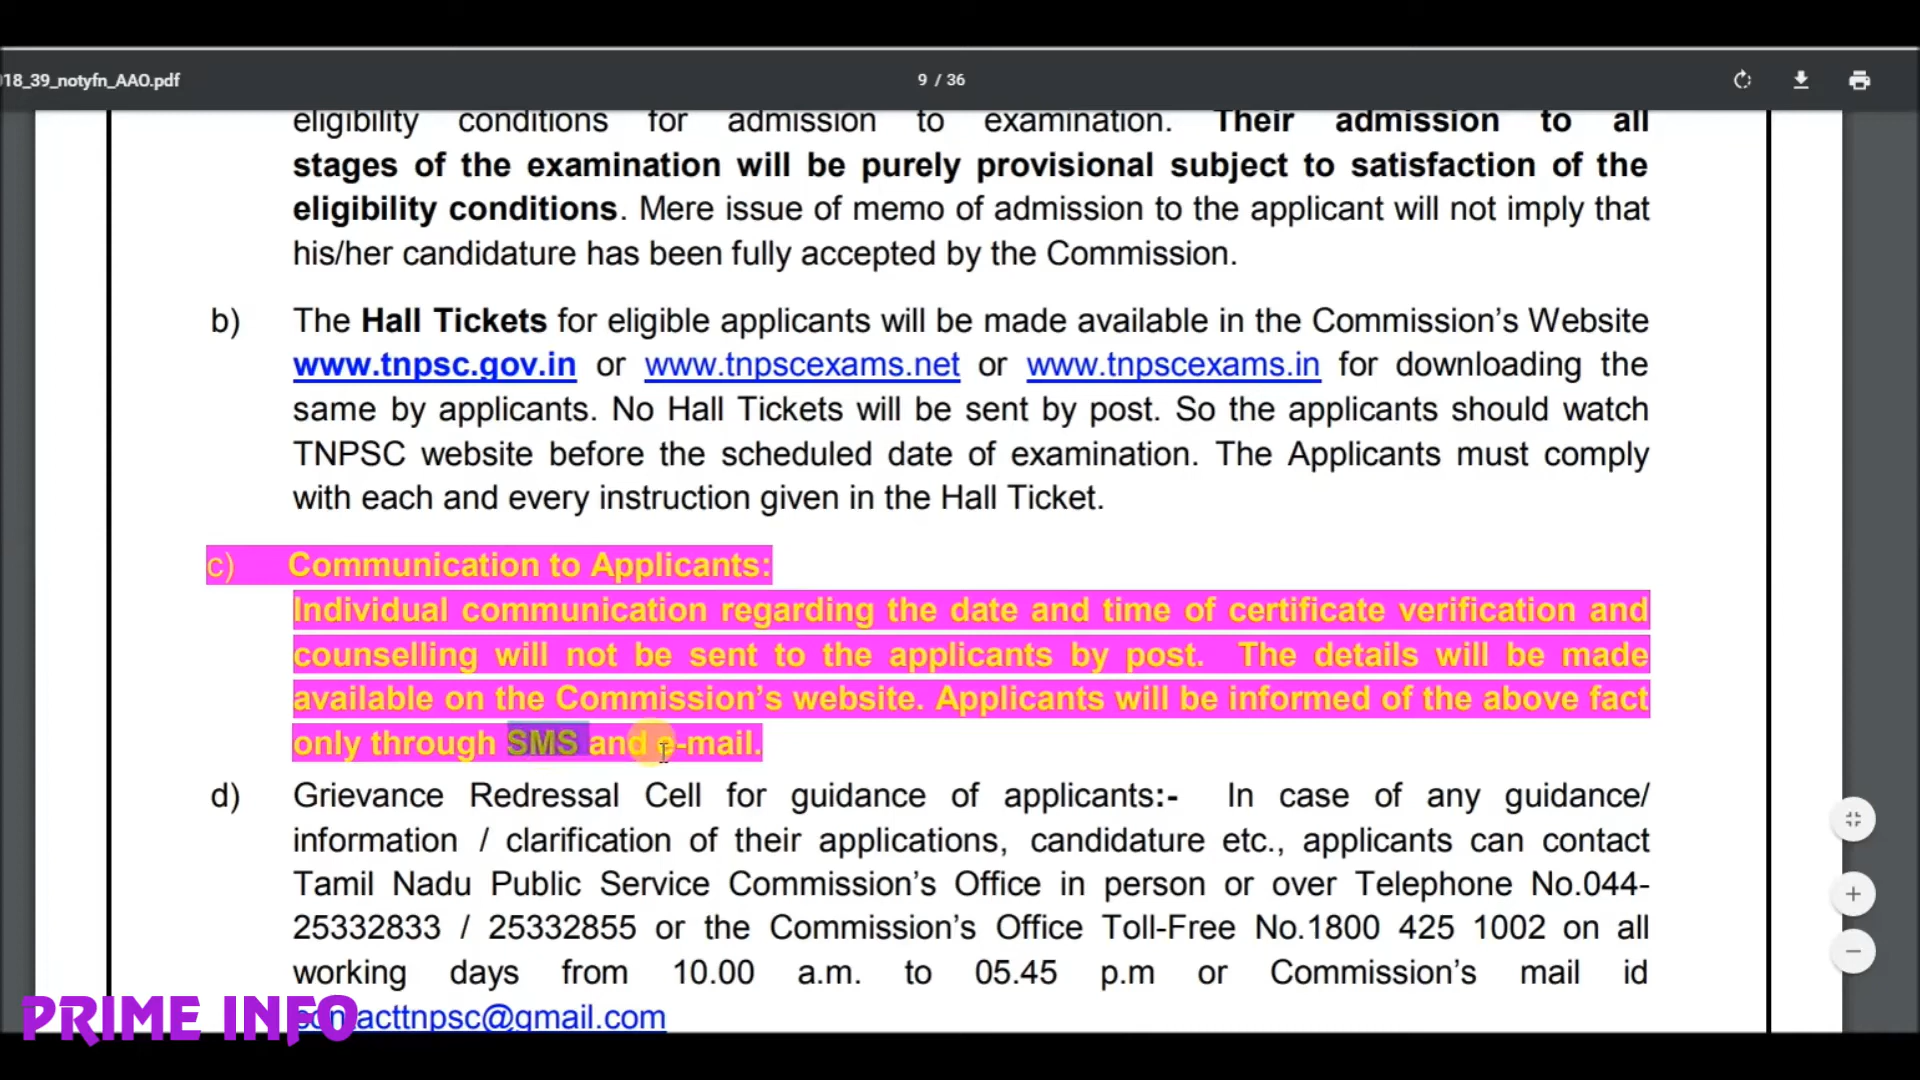 018_39_notyfn_AAO.pdf
9 / 36
eligibility conditions for admission to examination. Their admission to all
stages of the examination will be purely provisional subject to satisfaction of the
eligibility conditions. Mere issue of memo of admission to the applicant will not imply that
his/her candidature has been fully accepted by the Commission.
b) The Hall Tickets for eligible applicants will be made available in the Commission’s Website
www.tnpsc.gov.in or www.tnpscexams.net or www.tnpscexams.in for downloading the
same by applicants. No Hall Tickets will be sent by post. So the applicants should watch
TNPSC website before the scheduled date of examination. The Applicants must comply
with each and every instruction given in the Hall Ticket.
c) Communication to Applicants:
Individual communication regarding the date and time of certificate verification and
counselling will not be sent to the applicants by post. The details will be made
available on the Commission’s website. Applicants will be informed of the above fact
only through SMS and e-mail.
d) Grievance Redressal Cell for guidance of applicants:- In case of any guidance/
information / clarification of their applications, candidature etc., applicants can contact
Tamil Nadu Public Service Commission’s Office in person or over Telephone No.044-
25332833 / 25332855 or the Commission’s Office Toll-Free No.1800 425 1002 on all
working days from 10.00 a.m. to 05.45 p.m or Commission’s mail id
contacttnpsc@gmail.com
PRIME INFO